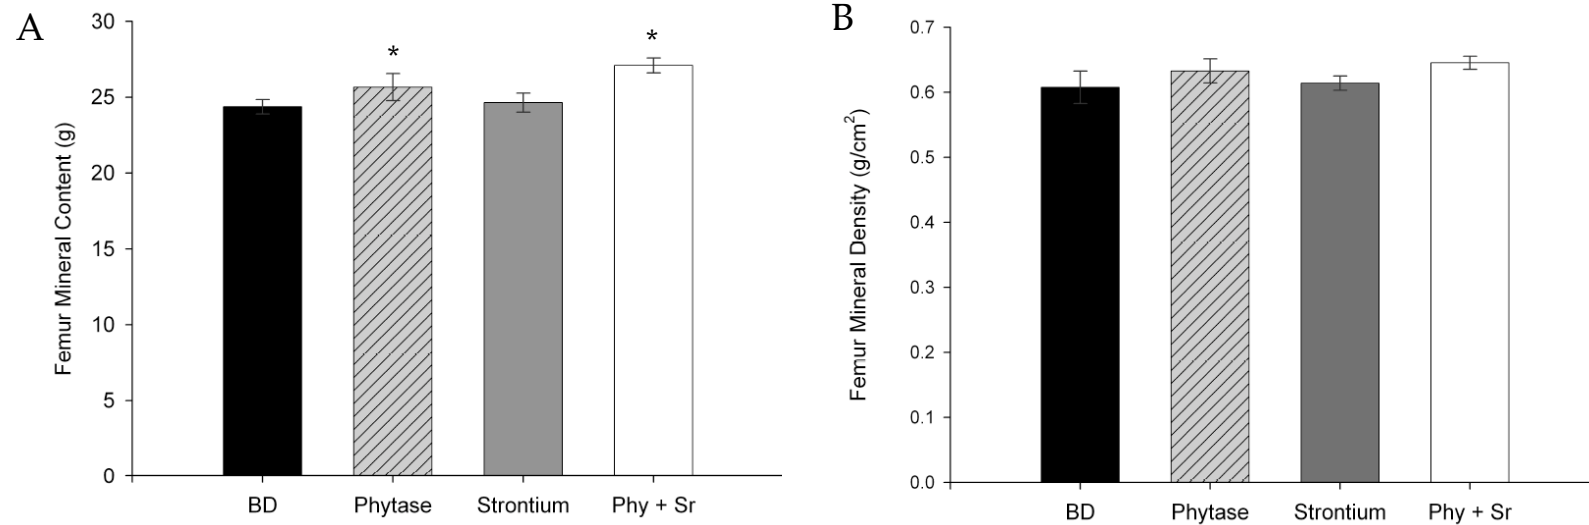 A
Femur Mineral Content (g)
30
25
20
15
10
5
0
*
*
BD
Phytase
Strontium
Phy + Sr
B
Femur Mineral Density (g/cm²)
0.7
0.6
0.5
0.4
0.3
0.2
0.1
0.0
BD
Phytase
Strontium
Phy + Sr